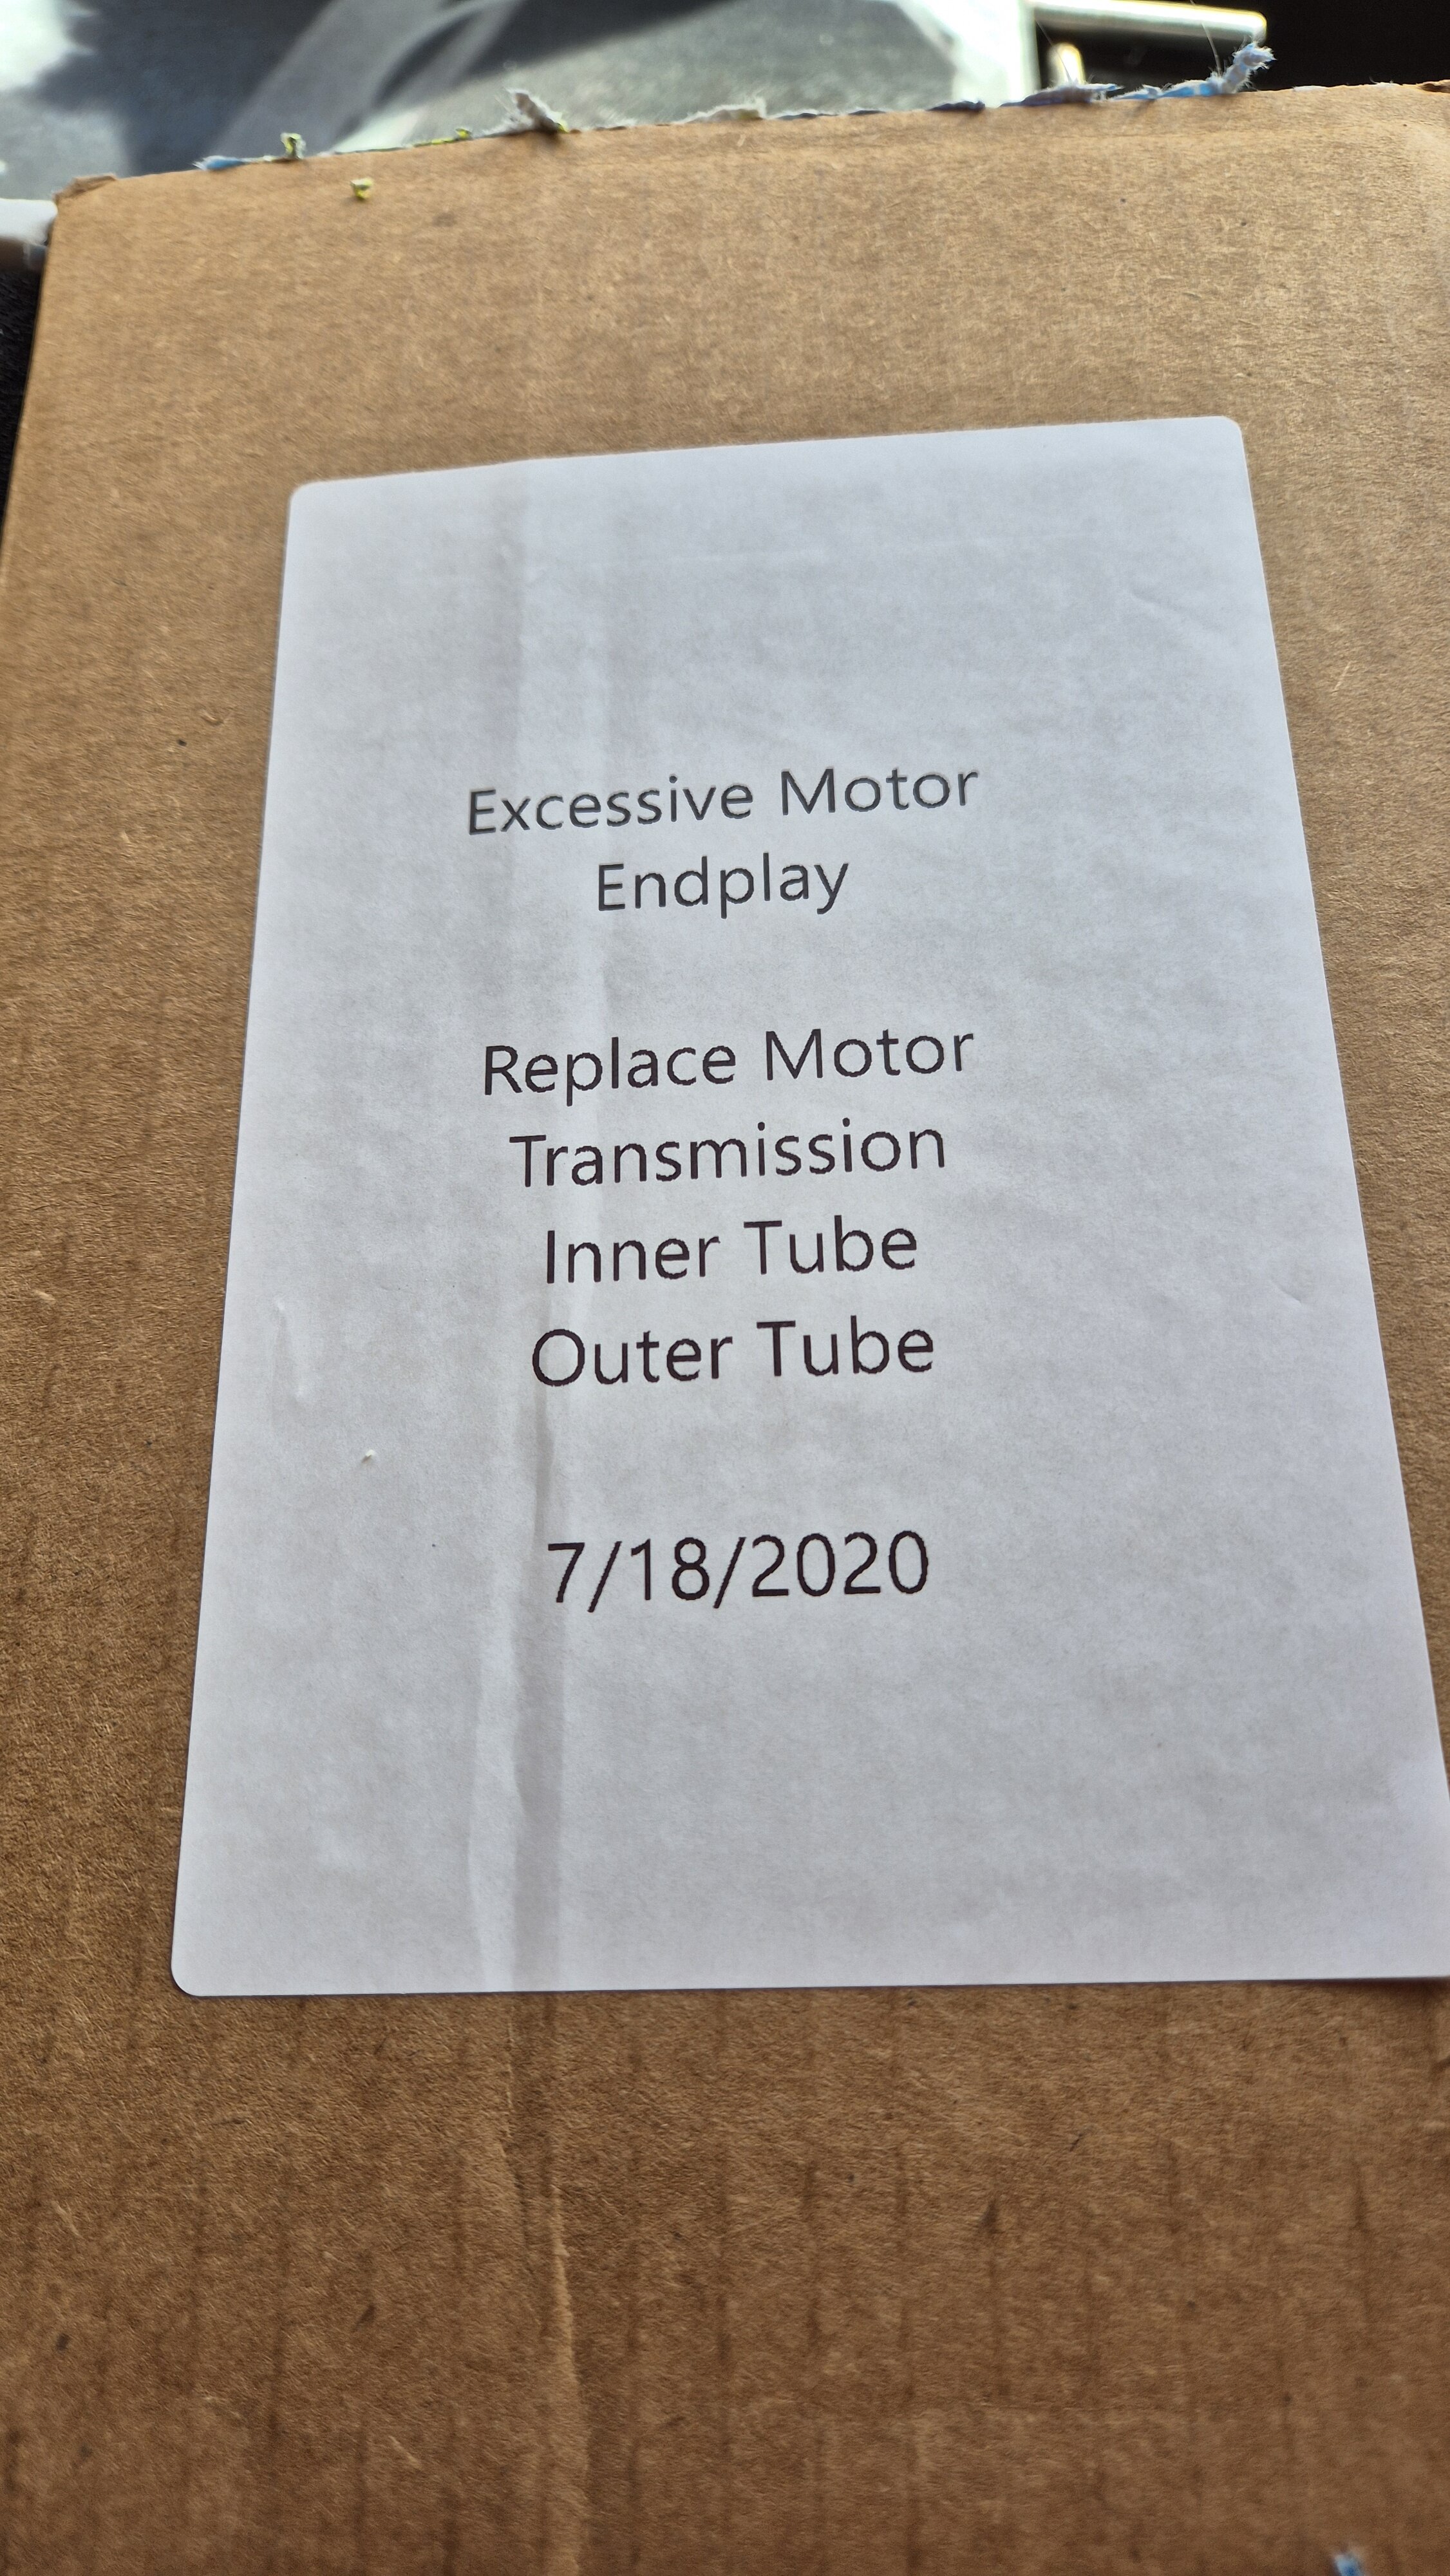 Excessive Motor
Endplay
Replace Motor
Transmission
Inner Tube
Outer Tube
7/18/2020